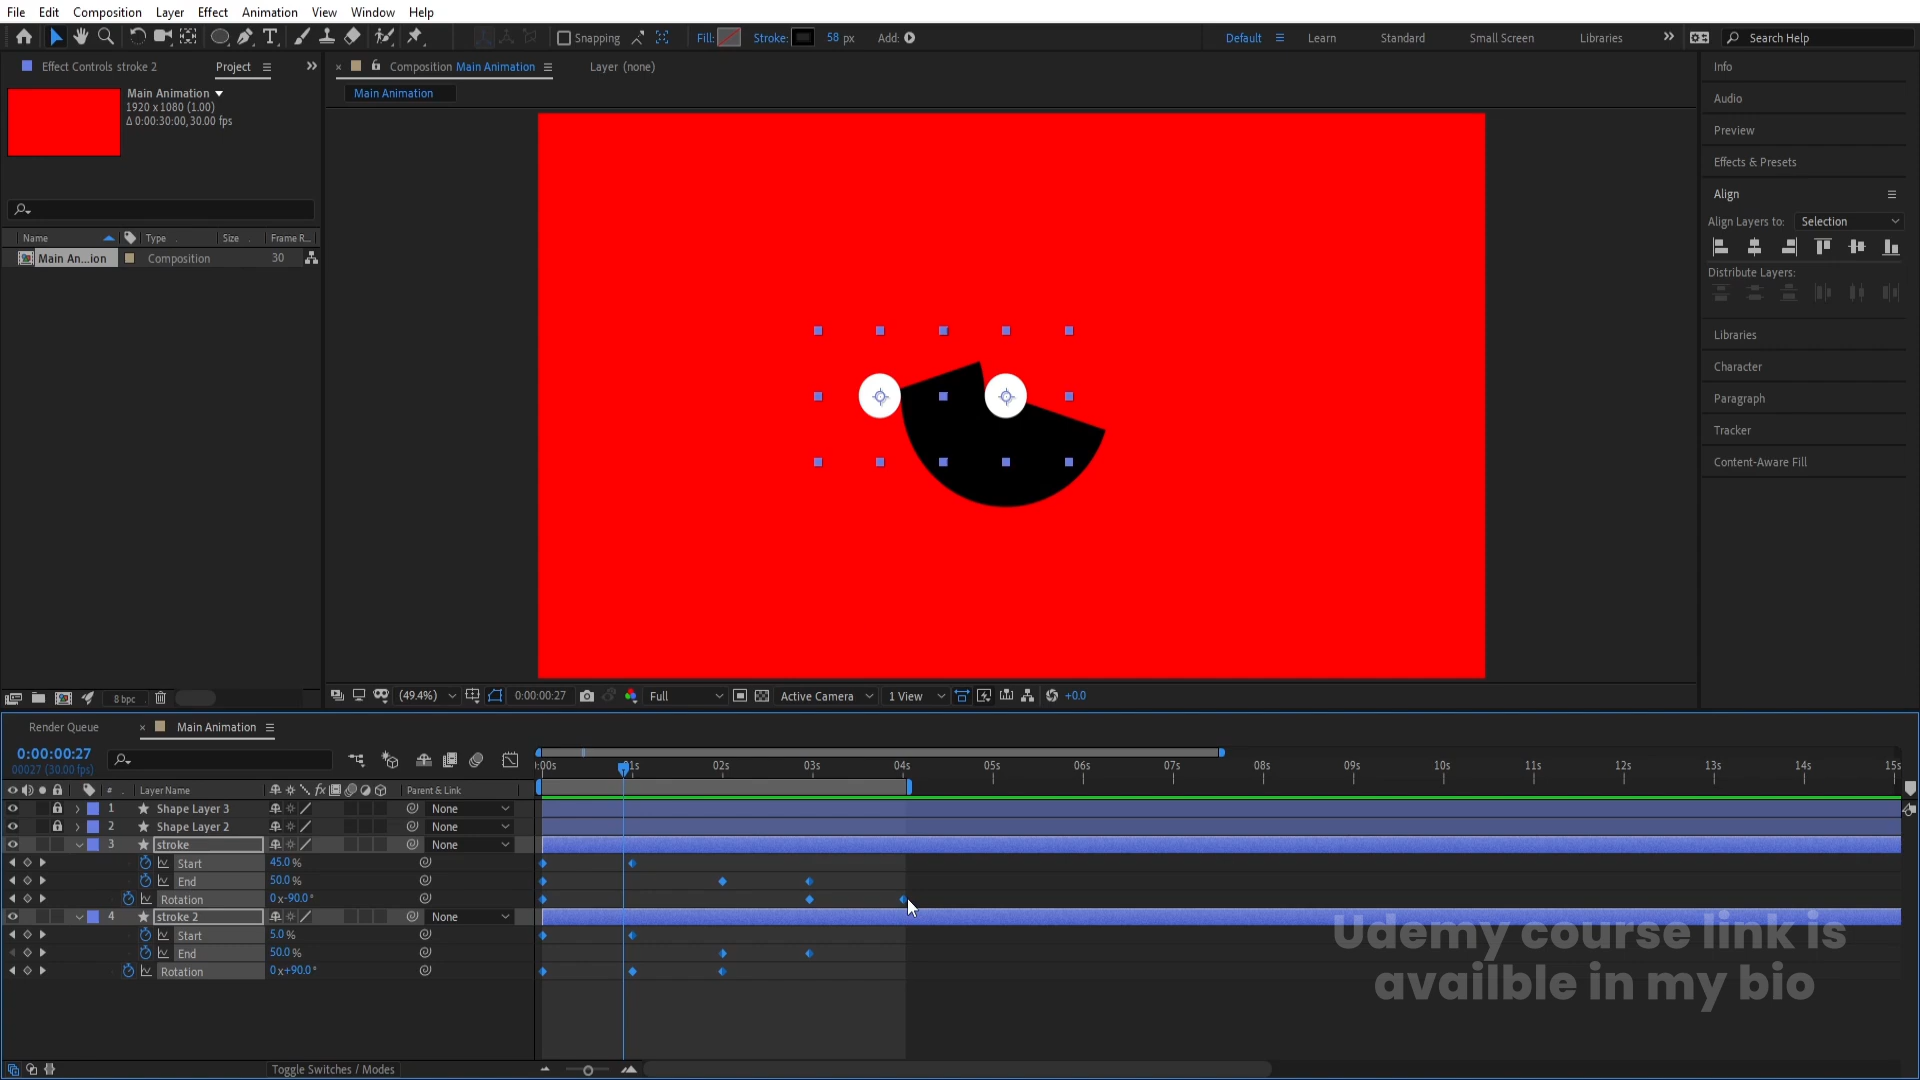 File Edit Composition Layer Effect Animation View Window Help
Snapping Fill: Stroke: 58 px Add: Default Learn Standard Small Screen Libraries Search Help
Effect Controls stroke 2 Project Composition Main Animation Layer (none) Info
Main Animation
1920 x 1080 (1.00)
Δ 0:00:30:00, 30.00 fps
Main Animation
Audio
Preview
Effects & Presets
Align
Align Layers to: Selection
Distribute Layers:
Name Type Size Frame R...
Main An...ion Composition 30
Libraries
Character
Paragraph
Tracker
Content-Aware Fill
8 bpc (49.4%) 0:00:00:27 Full Active Camera 1 View +0.0
Render Queue Main Animation
0:00:00:27
00027 (30.00 fps)
:00s 01s 02s 03s 04s 05s 06s 07s 08s 09s 10s 11s 12s 13s 14s 15s
# Layer Name fx Parent & Link
1 Shape Layer 3 None
2 Shape Layer 2 None
3 stroke None
Start 45.0 %
End 50.0 %
Rotation 0x-90.0°
4 stroke 2 None
Start 5.0 %
End 50.0 %
Rotation 0x+90.0°
Udemy course link is
availble in my bio
Toggle Switches / Modes